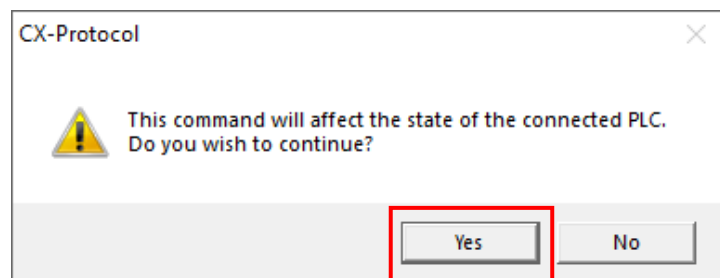 CX-Protocol
This command will affect the state of the connected PLC.
Do you wish to continue?
Yes
No